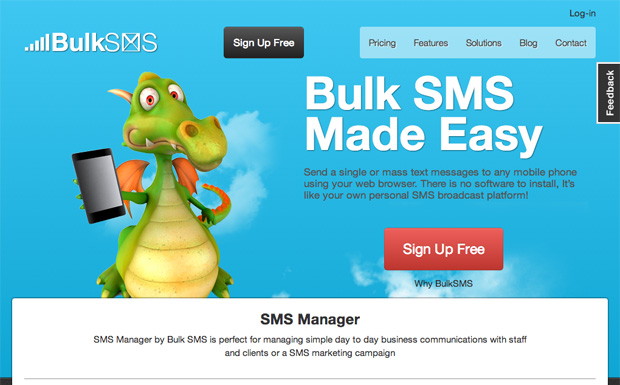 Log-in
BulkSMS
Sign Up Free
Pricing Features Solutions Blog Contact
Feedback
Bulk SMS
Made Easy
Send a single or mass text messages to any mobile phone
using your web browser. There is no software to install, It's
like your own personal SMS broadcast platform!
Sign Up Free
Why BulkSMS
SMS Manager
SMS Manager by Bulk SMS is perfect for managing simple day to day business communications with staff
and clients or a SMS marketing campaign